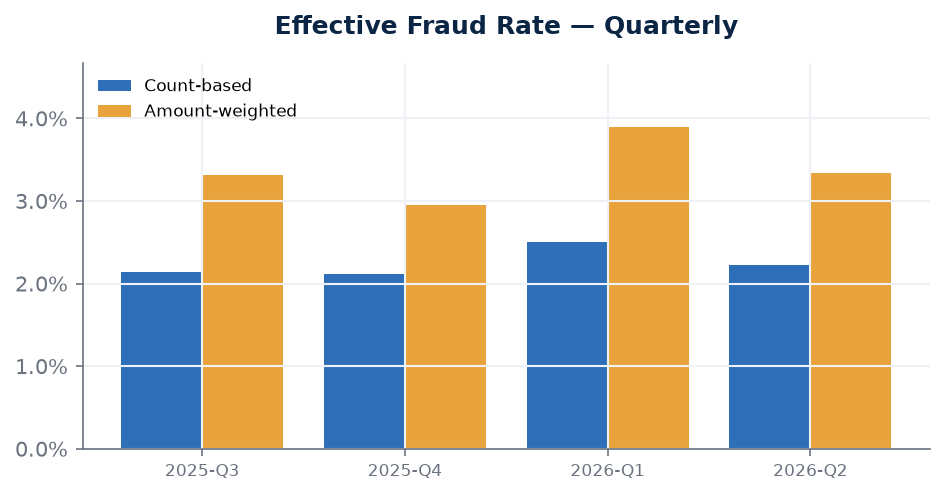 Effective Fraud Rate — Quarterly
Count-based
Amount-weighted
4.0%
3.0%
2.0%
1.0%
0.0%
2025-Q3 2025-Q4 2026-Q1 2026-Q2